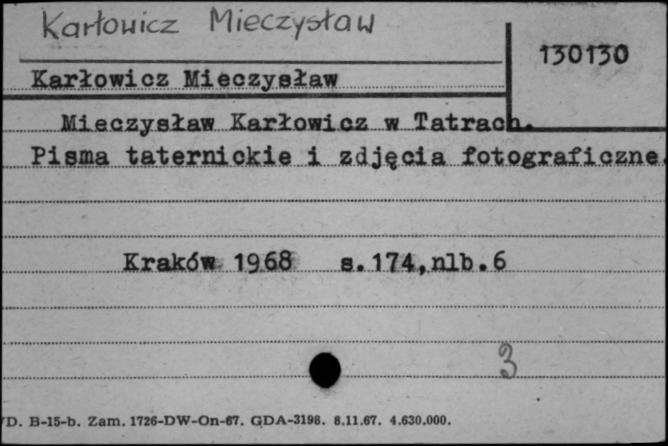 Karłowicz Mieczysław
130130
Karłowicz Mieczysław
Mieczysław Karłowicz w Tatrach.
Pisma taternickie i zdjęcia fotograficzne.
Kraków 1968 s.174,nlb.6
3
/D. B-15-b. Zam. 1726-DW-On-67. GDA-3198. 8.11.67. 4.630.000.